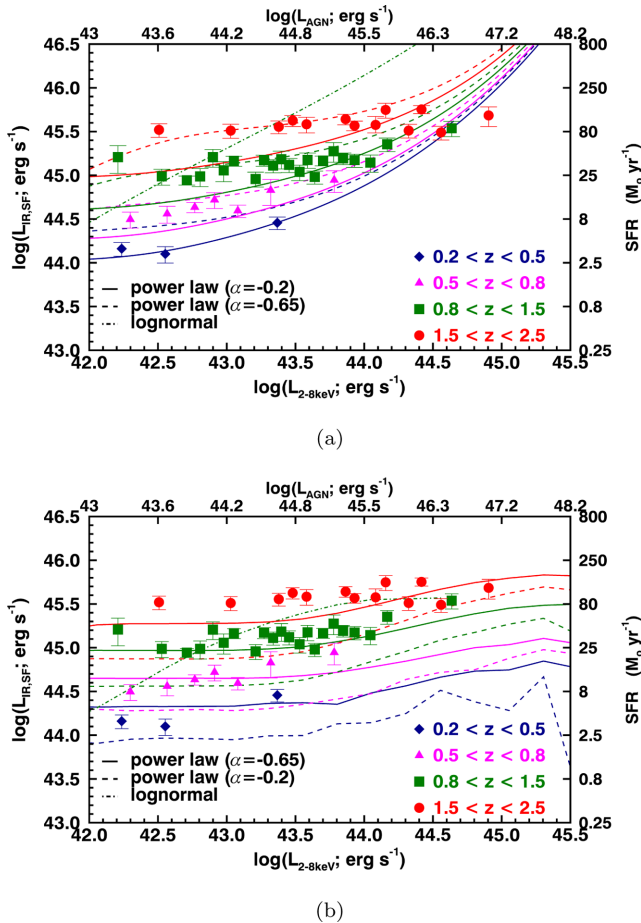 log(L_AGN; erg s^-1)
43 43.6 44.2 44.8 45.5 46.3 47.2 48.2
46.5 800
46.0 250
45.5 80
45.0 25
44.5 8
44.0 2.5
43.5 0.8
43.0 0.25
log(L_IR,SF; erg s^-1)
SFR (M_o yr^-1)
power law (α=-0.2)
power law (α=-0.65)
lognormal
0.2 < z < 0.5
0.5 < z < 0.8
0.8 < z < 1.5
1.5 < z < 2.5
42.0 42.5 43.0 43.5 44.0 44.5 45.0 45.5
log(L_2-8keV; erg s^-1)
(a)
log(L_AGN; erg s^-1)
43 43.6 44.2 44.8 45.5 46.3 47.2 48.2
46.5 800
46.0 250
45.5 80
45.0 25
44.5 8
44.0 2.5
43.5 0.8
43.0 0.25
log(L_IR,SF; erg s^-1)
SFR (M_o yr^-1)
power law (α=-0.65)
power law (α=-0.2)
lognormal
0.2 < z < 0.5
0.5 < z < 0.8
0.8 < z < 1.5
1.5 < z < 2.5
42.0 42.5 43.0 43.5 44.0 44.5 45.0 45.5
log(L_2-8keV; erg s^-1)
(b)